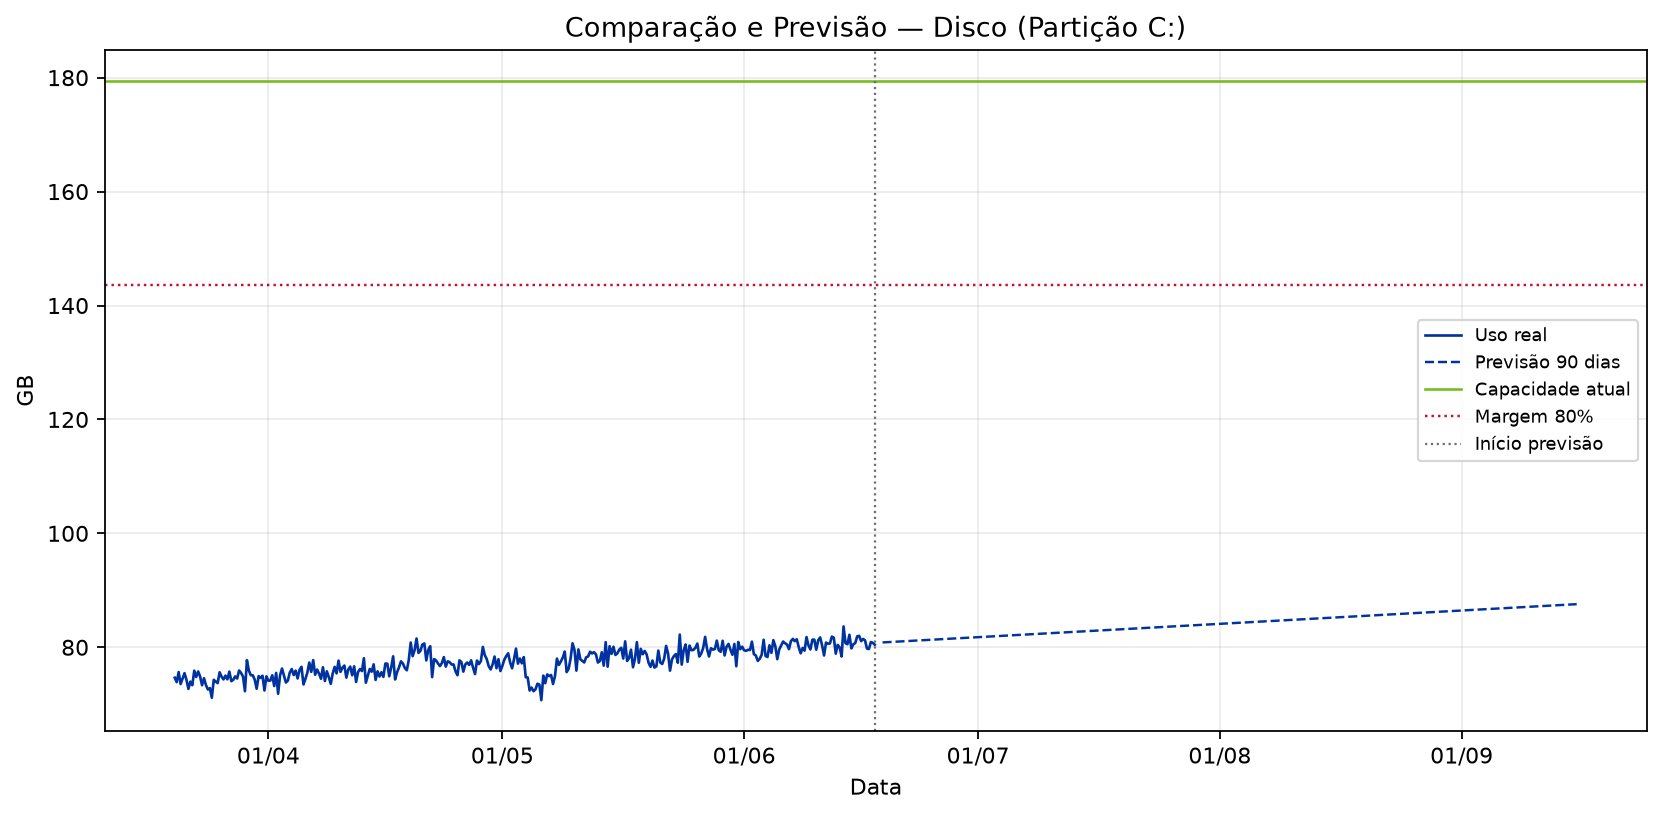 Comparação e Previsão — Disco (Partição C:)
180
160
140
120
100
80
GB
Uso real
Previsão 90 dias
Capacidade atual
Margem 80%
Início previsão
01/04
01/05
01/06
01/07
01/08
01/09
Data